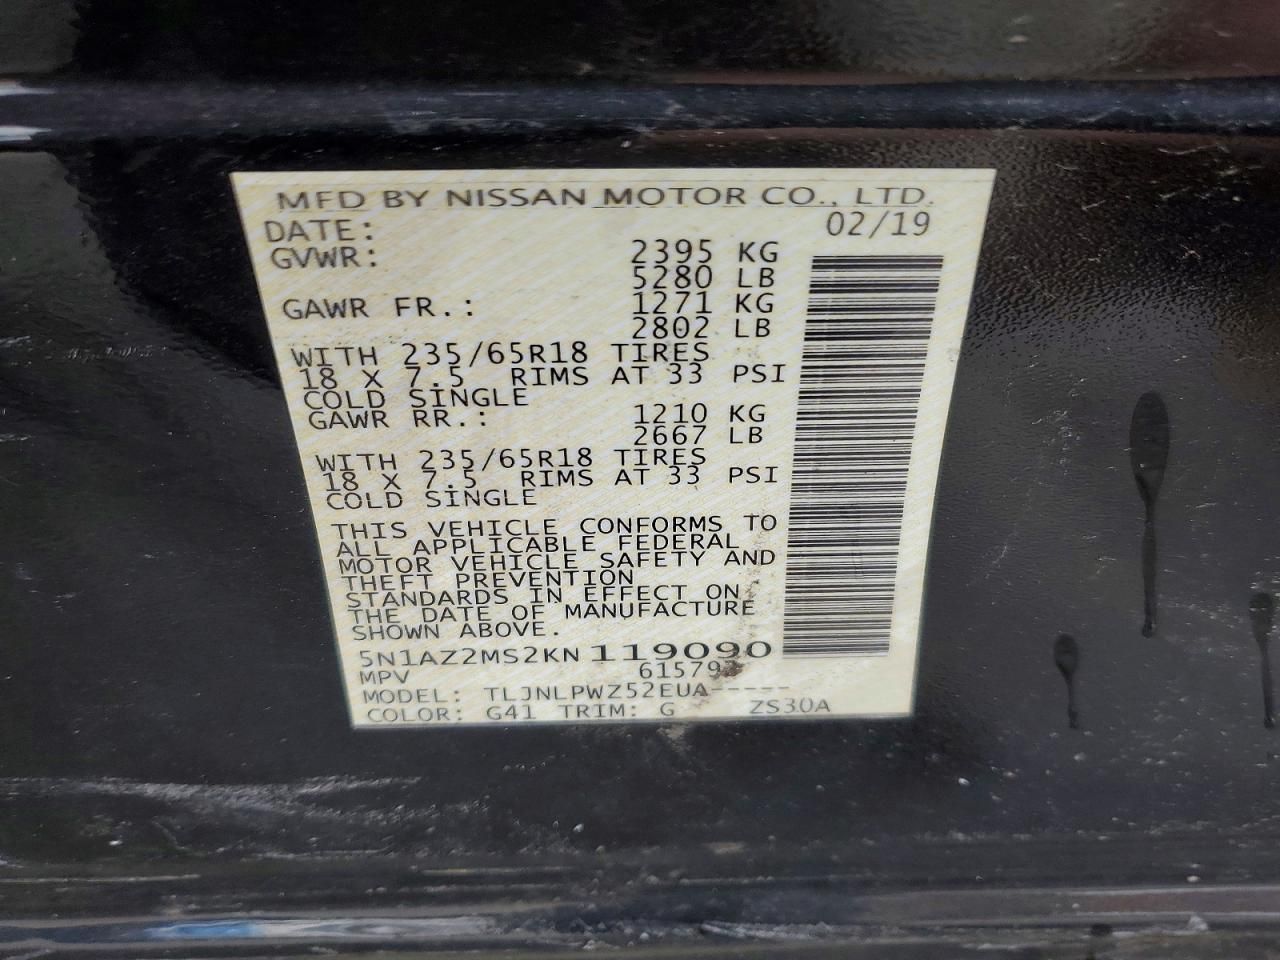 MFD BY NISSAN MOTOR CO., LTD.
DATE: 02/19
GVWR: 2395 KG
5280 LB
GAWR FR.: 1271 KG
2802 LB
WITH 235/65R18 TIRES
18 X 7.5 RIMS AT 33 PSI
COLD SINGLE
GAWR RR.: 1210 KG
2667 LB
WITH 235/65R18 TIRES
18 X 7.5 RIMS AT 33 PSI
COLD SINGLE
THIS VEHICLE CONFORMS TO
ALL APPLICABLE FEDERAL
MOTOR VEHICLE SAFETY AND
THEFT PREVENTION
STANDARDS IN EFFECT ON
THE DATE OF MANUFACTURE
SHOWN ABOVE.
5N1AZ2MS2KN119090
MPV
MODEL: TLJNLPWZ52EUA-----
COLOR: G41 TRIM: G ZS30A